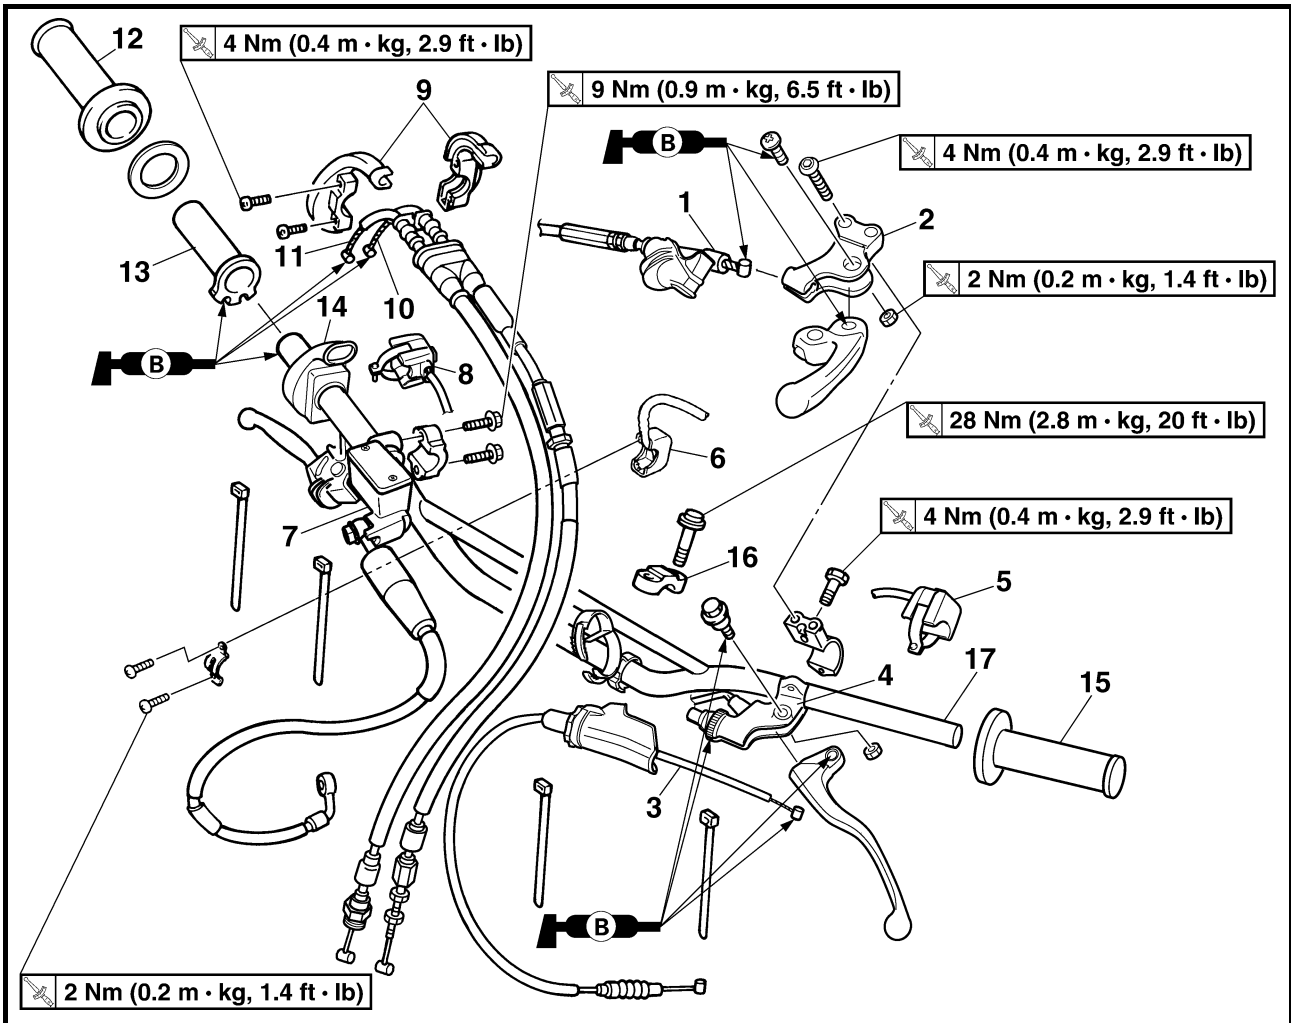 12
4 Nm (0.4 m · kg, 2.9 ft · lb)
9
9 Nm (0.9 m · kg, 6.5 ft · lb)
B
4 Nm (0.4 m · kg, 2.9 ft · lb)
1
2
11
13
10
14
2 Nm (0.2 m · kg, 1.4 ft · lb)
B
8
28 Nm (2.8 m · kg, 20 ft · lb)
6
4 Nm (0.4 m · kg, 2.9 ft · lb)
7
16
5
17
4
15
3
B
2 Nm (0.2 m · kg, 1.4 ft · lb)